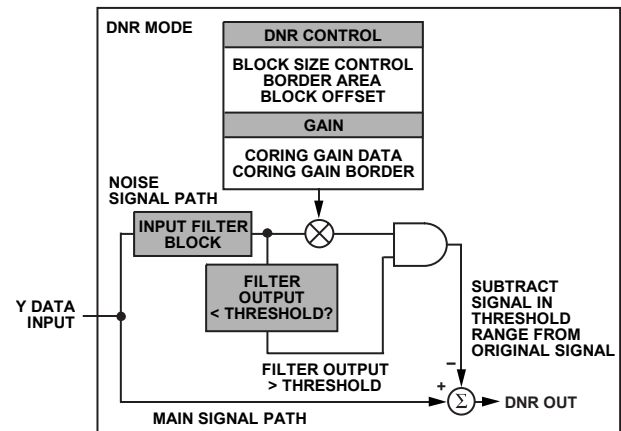 DNR MODE
DNR CONTROL
BLOCK SIZE CONTROL
BORDER AREA
BLOCK OFFSET
GAIN
CORING GAIN DATA
CORING GAIN BORDER
NOISE
SIGNAL PATH
INPUT FILTER
BLOCK
FILTER
OUTPUT
< THRESHOLD?
Y DATA
INPUT
FILTER OUTPUT
> THRESHOLD
SUBTRACT
SIGNAL IN
THRESHOLD
RANGE FROM
ORIGINAL SIGNAL
–
+
Σ
DNR OUT
MAIN SIGNAL PATH